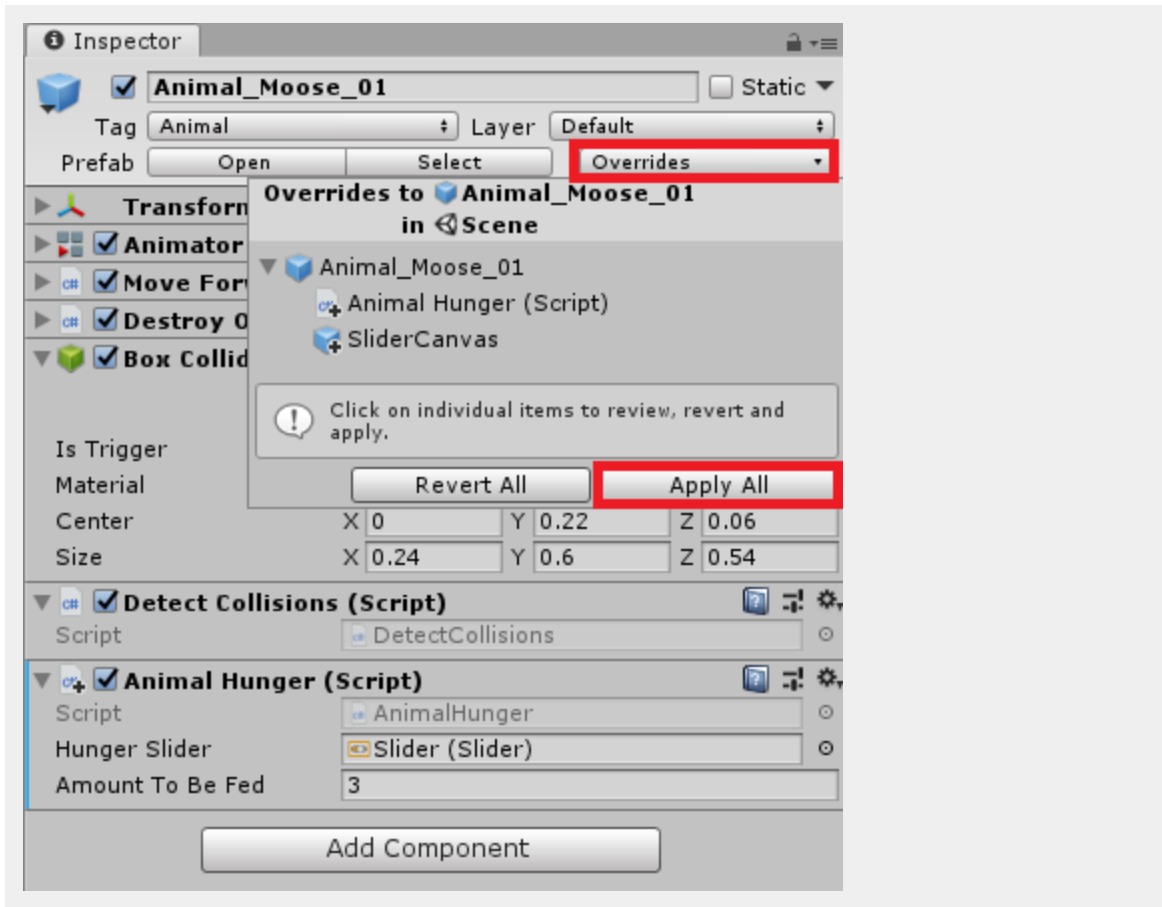 Inspector
Animal_Moose_01
Static
Tag Animal Layer Default
Prefab Open Select Overrides
Overrides to Animal_Moose_01
in Scene
Transform
Animator
Animal_Moose_01
Move For
Animal Hunger (Script)
Destroy O
SliderCanvas
Box Collid
Click on individual items to review, revert and
apply.
Is Trigger
Material
Revert All Apply All
Center X 0 Y 0.22 Z 0.06
Size X 0.24 Y 0.6 Z 0.54
c# Detect Collisions (Script)
Script DetectCollisions
Animal Hunger (Script)
Script AnimalHunger
Hunger Slider Slider (Slider)
Amount To Be Fed 3
Add Component